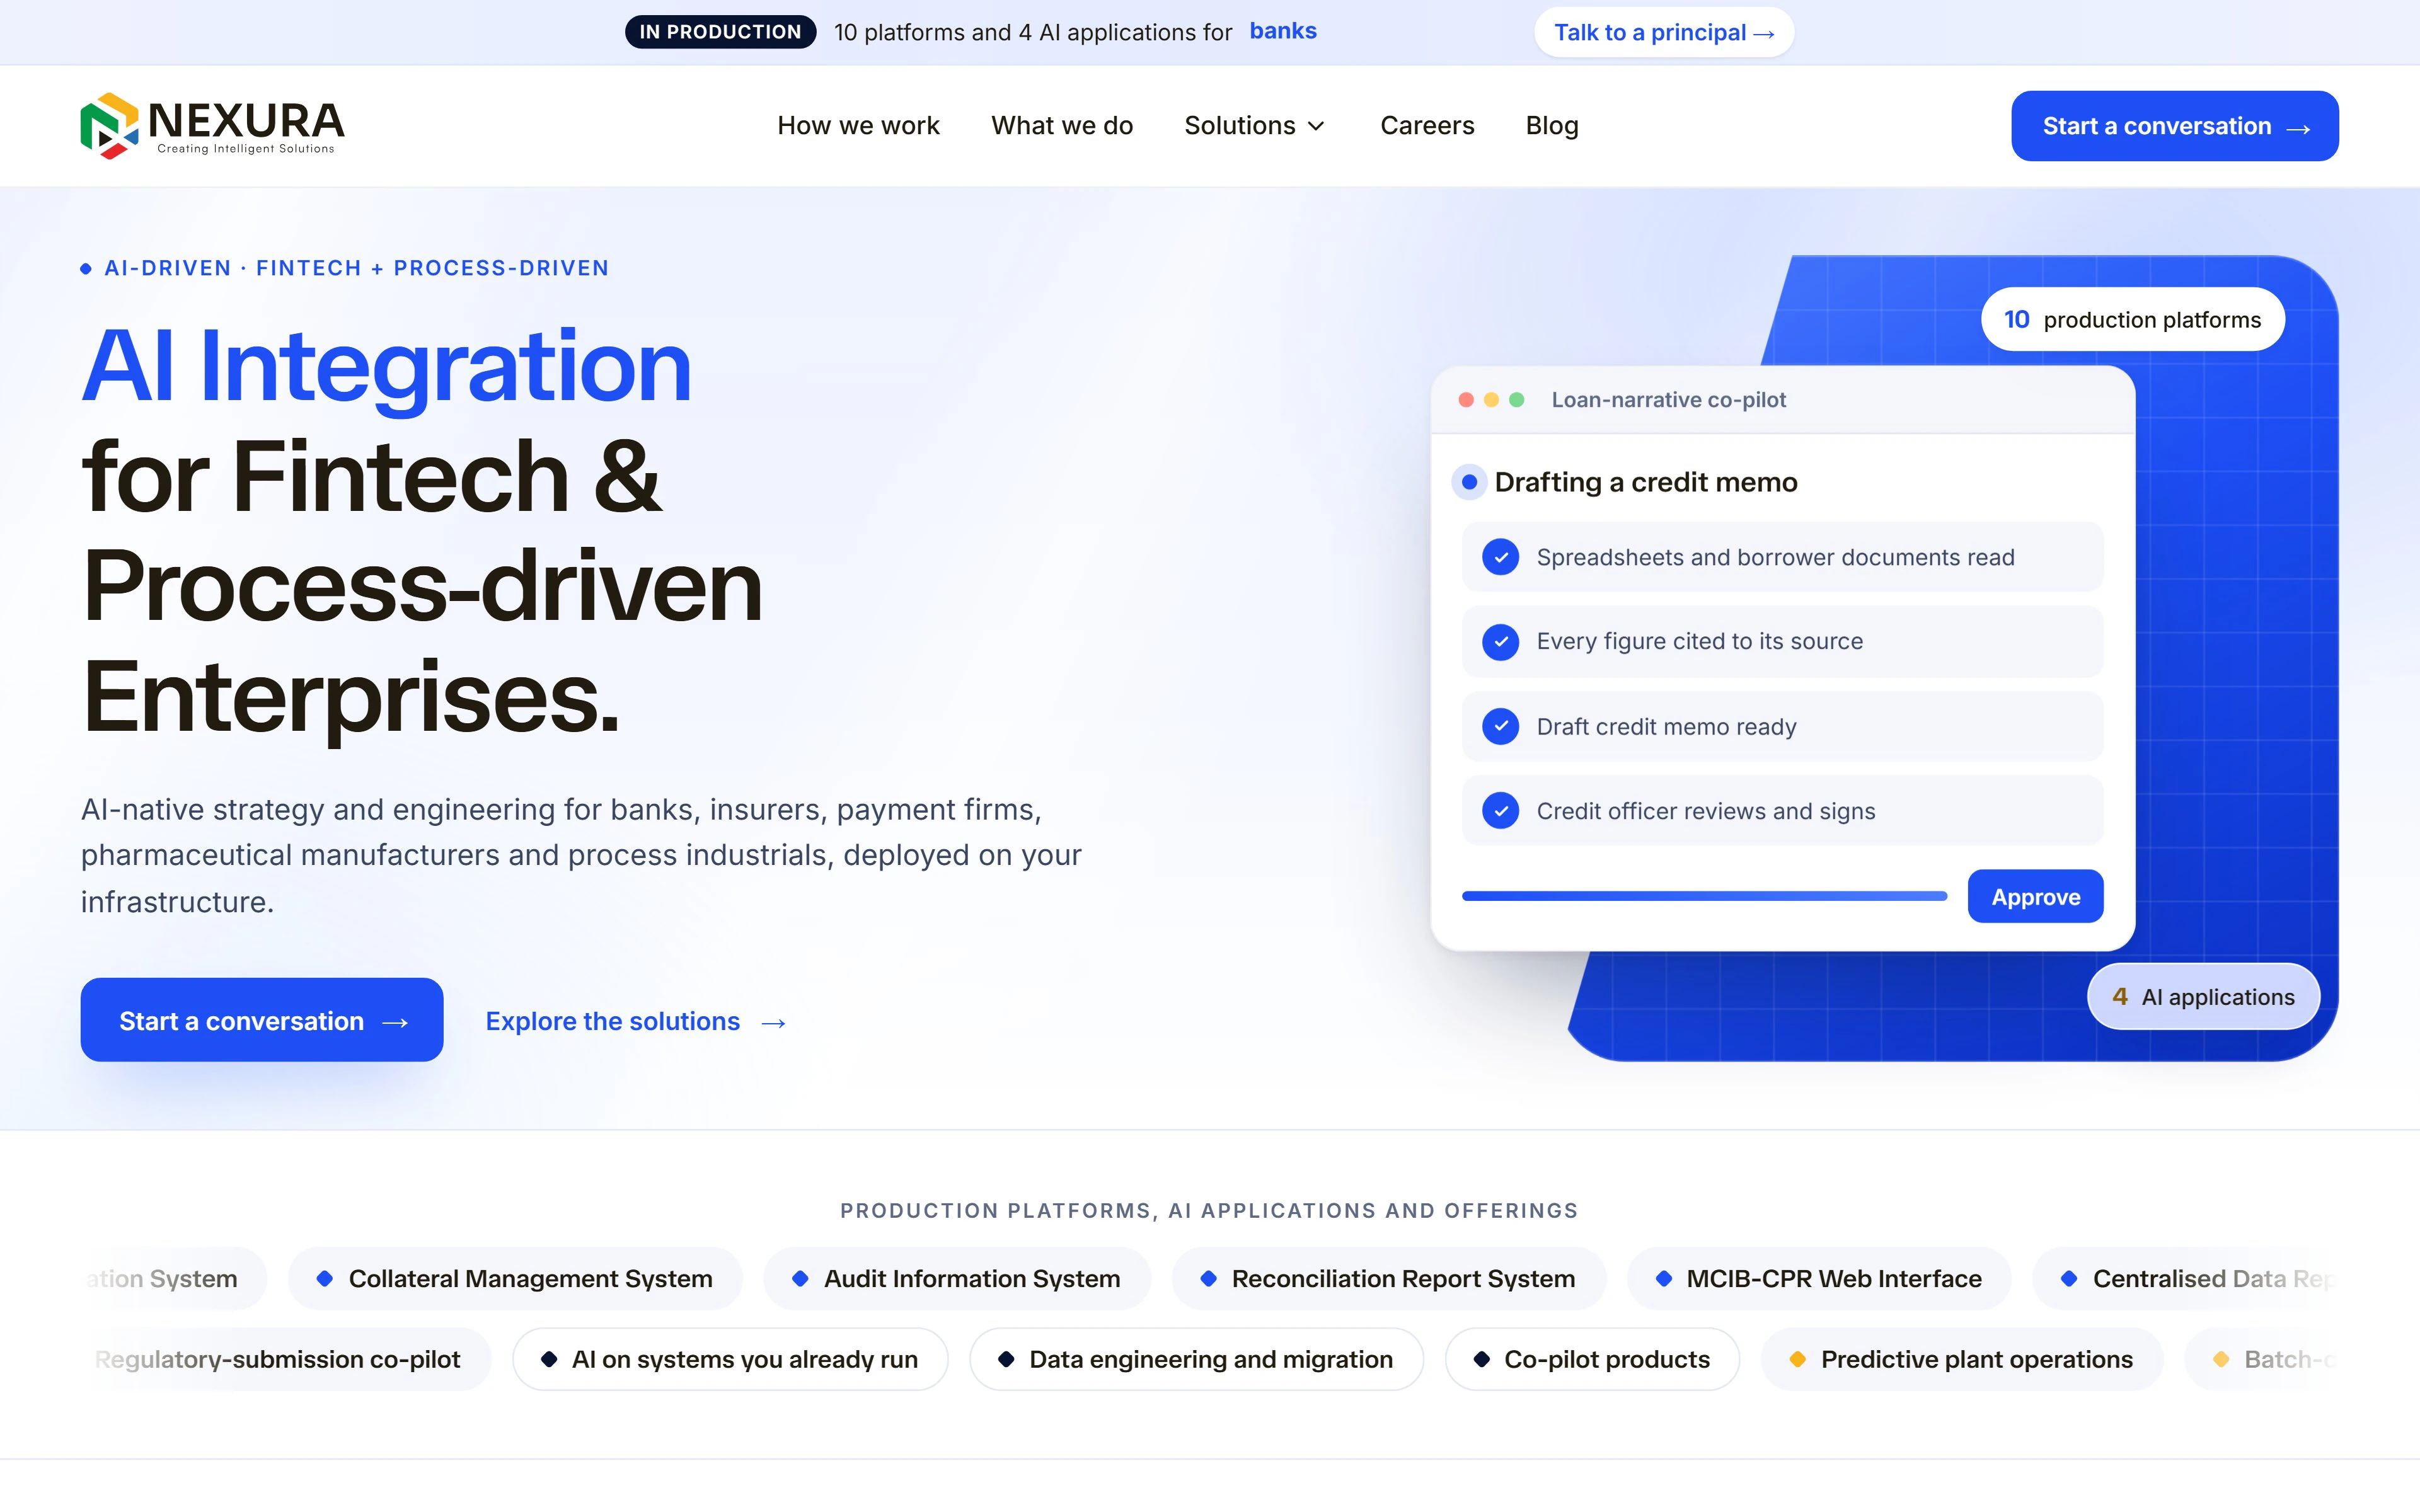 IN PRODUCTION 10 platforms and 4 AI applications for banks Talk to a principal →
NEXURA
Creating Intelligent Solutions
How we work What we do Solutions Careers Blog
Start a conversation →
AI-DRIVEN · FINTECH + PROCESS-DRIVEN
AI Integration
for Fintech &
Process-driven
Enterprises.
AI-native strategy and engineering for banks, insurers, payment firms,
pharmaceutical manufacturers and process industrials, deployed on your
infrastructure.
Start a conversation → Explore the solutions →
10 production platforms
Loan-narrative co-pilot
Drafting a credit memo
Spreadsheets and borrower documents read
Every figure cited to its source
Draft credit memo ready
Credit officer reviews and signs
Approve
4 AI applications
PRODUCTION PLATFORMS, AI APPLICATIONS AND OFFERINGS
System Collateral Management System Audit Information System Reconciliation Report System MCIB-CPR Web Interface Centralised Data
Regulatory-submission co-pilot AI on systems you already run Data engineering and migration Co-pilot products Predictive plant operations Batch-